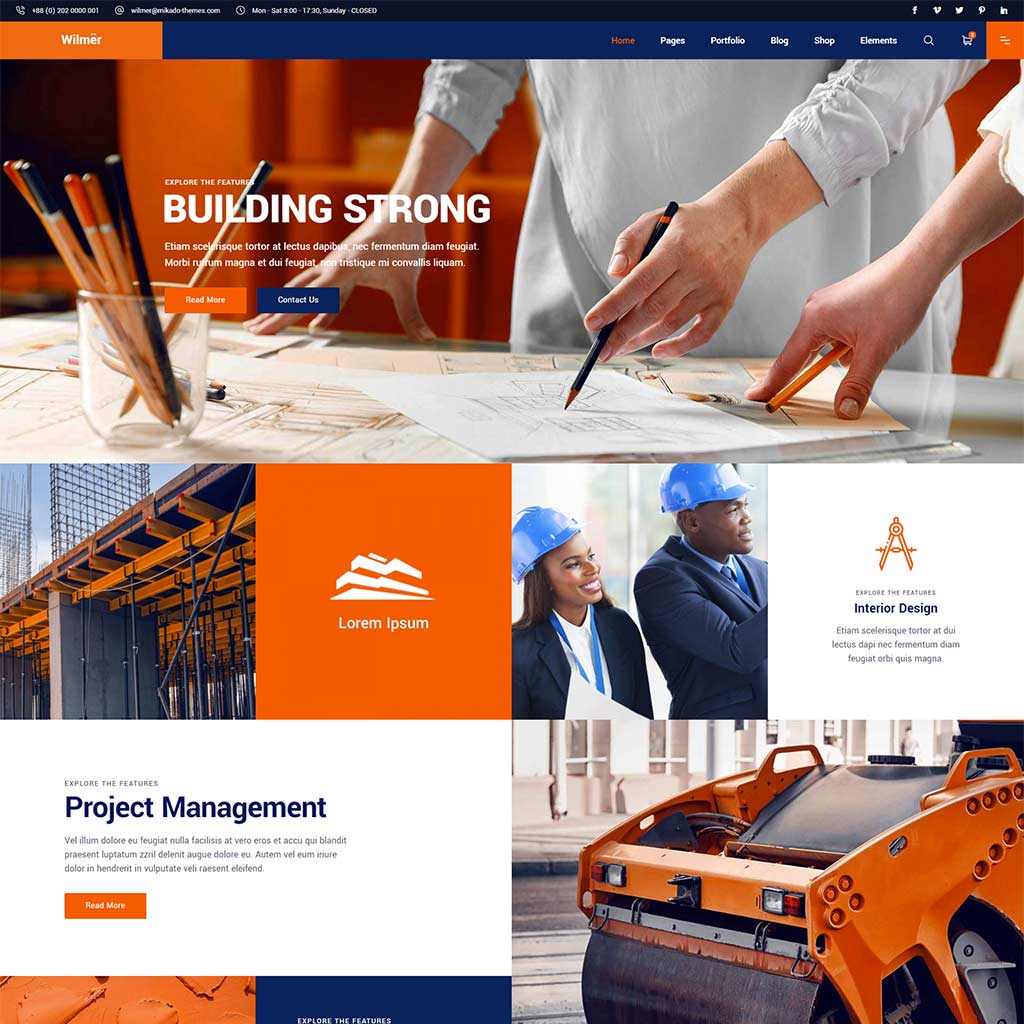 +88 (0) 202 0000 001
wilmer@mikado-themes.com
Mon - Sat 8:00 - 17:30, Sunday - CLOSED
Wilmër
Home
Pages
Portfolio
Blog
Shop
Elements
EXPLORE THE FEATURES
BUILDING STRONG
Etiam scelerisque tortor at lectus dapibus, nec fermentum diam feugiat.
Morbi rutrum magna et dui feugiat, non tristique mi convallis liquam.
Read More
Contact Us
Lorem Ipsum
EXPLORE THE FEATURES
Interior Design
Etiam scelerisque tortor at dui
lectus dapi nec fermentum diam
feugiat orbi quis magna.
EXPLORE THE FEATURES
Project Management
Vel illum dolore eu feugiat nulla facilisis at vero eros et accu qui blandit
praesent luptatum zzril delenit augue dolore eu. Autem vel eum iriure
dolor in hendrerit in vulputate veli raesent eleifend.
Read More
EXPLORE THE FEATURES